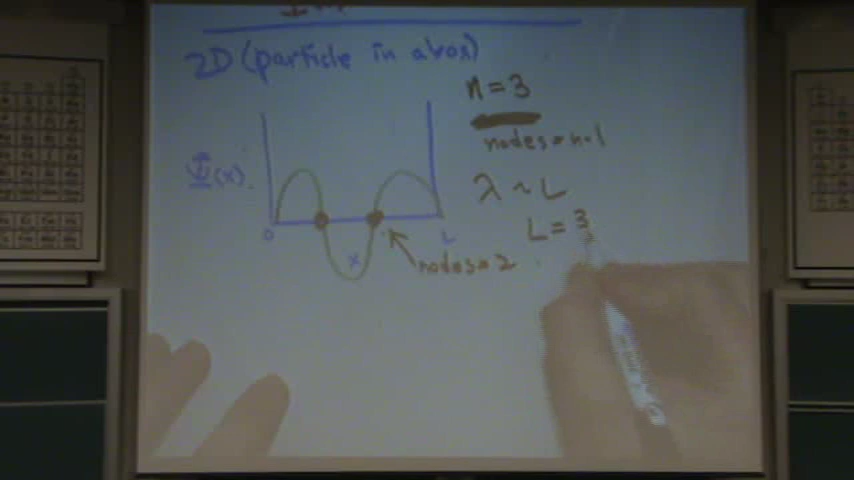 2D (particle in a box)
n = 3
nodes = n-1
Ψ(x)
λ ~ L
L = 3
0
L
x
nodes = 2